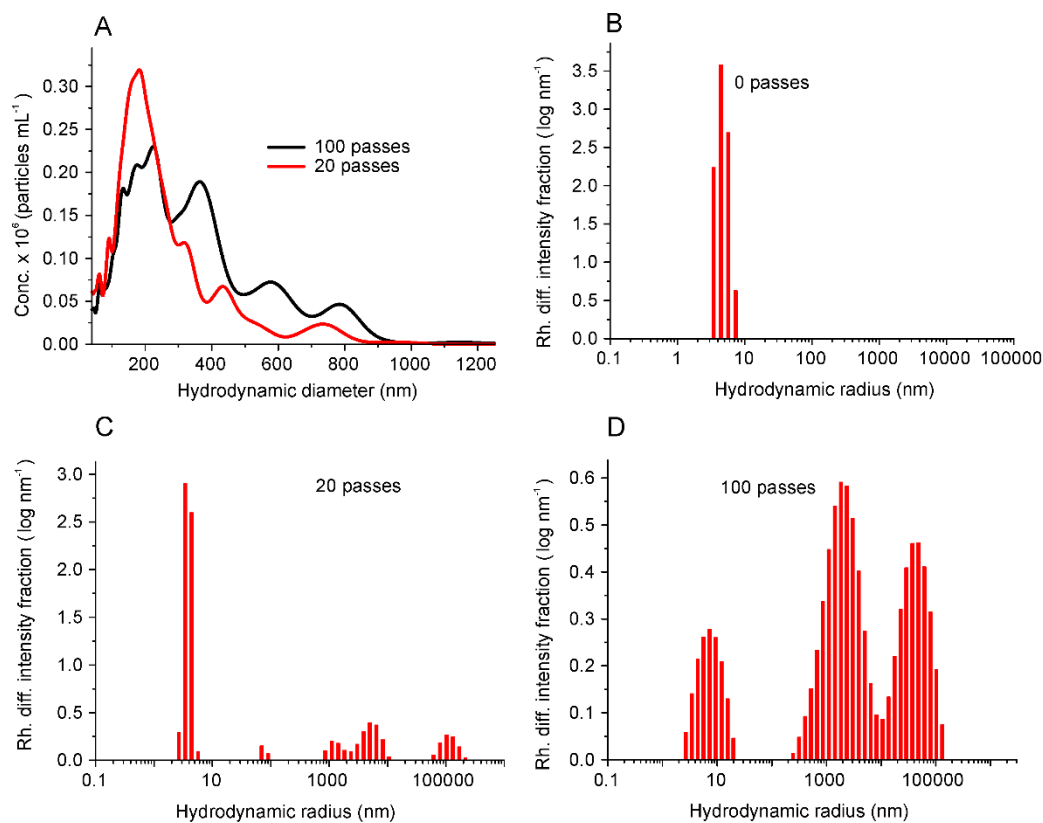 A
Conc. x 10⁶ (particles mL⁻¹)
0.30
0.25
0.20
0.15
0.10
0.05
0.00
100 passes
20 passes
200 400 600 800 1000 1200
Hydrodynamic diameter (nm)
B
Rh. diff. intensity fraction ( log nm⁻¹)
3.5
3.0
2.5
2.0
1.5
1.0
0.5
0.0
0 passes
0.1 1 10 100 1000 10000 100000
Hydrodynamic radius (nm)
C
Rh. diff. intensity fraction ( log nm⁻¹)
3.0
2.5
2.0
1.5
1.0
0.5
0.0
20 passes
0.1 10 1000 100000
Hydrodynamic radius (nm)
D
Rh. diff. intensity fraction ( log nm⁻¹)
0.6
0.5
0.4
0.3
0.2
0.1
0.0
100 passes
0.1 10 1000 100000
Hydrodynamic radius (nm)